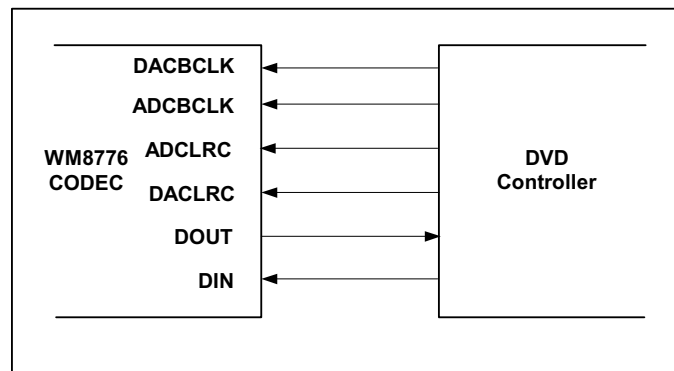 DACBCLK
ADCBCLK
ADCLRC
WM8776
CODEC
DACLRC
DOUT
DIN
DVD
Controller